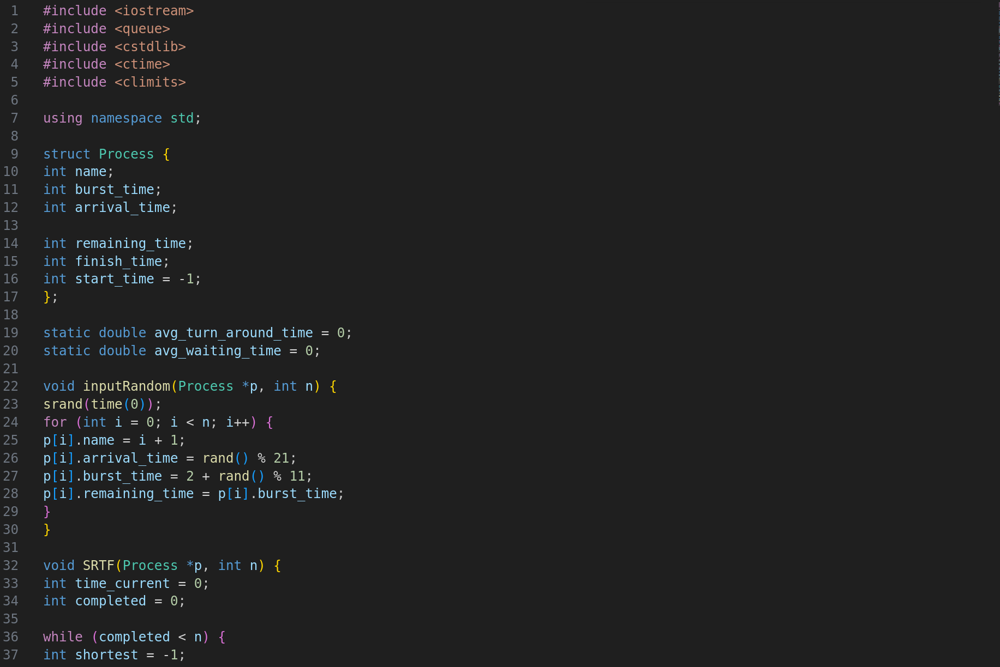 1 #include <iostream>
2 #include <queue>
3 #include <cstdlib>
4 #include <ctime>
5 #include <climits>
6
7 using namespace std;
8
9 struct Process {
10 int name;
11 int burst_time;
12 int arrival_time;
13
14 int remaining_time;
15 int finish_time;
16 int start_time = -1;
17 };
18
19 static double avg_turn_around_time = 0;
20 static double avg_waiting_time = 0;
21
22 void inputRandom(Process *p, int n) {
23 srand(time(0));
24 for (int i = 0; i < n; i++) {
25 p[i].name = i + 1;
26 p[i].arrival_time = rand() % 21;
27 p[i].burst_time = 2 + rand() % 11;
28 p[i].remaining_time = p[i].burst_time;
29 }
30 }
31
32 void SRTF(Process *p, int n) {
33 int time_current = 0;
34 int completed = 0;
35
36 while (completed < n) {
37 int shortest = -1;